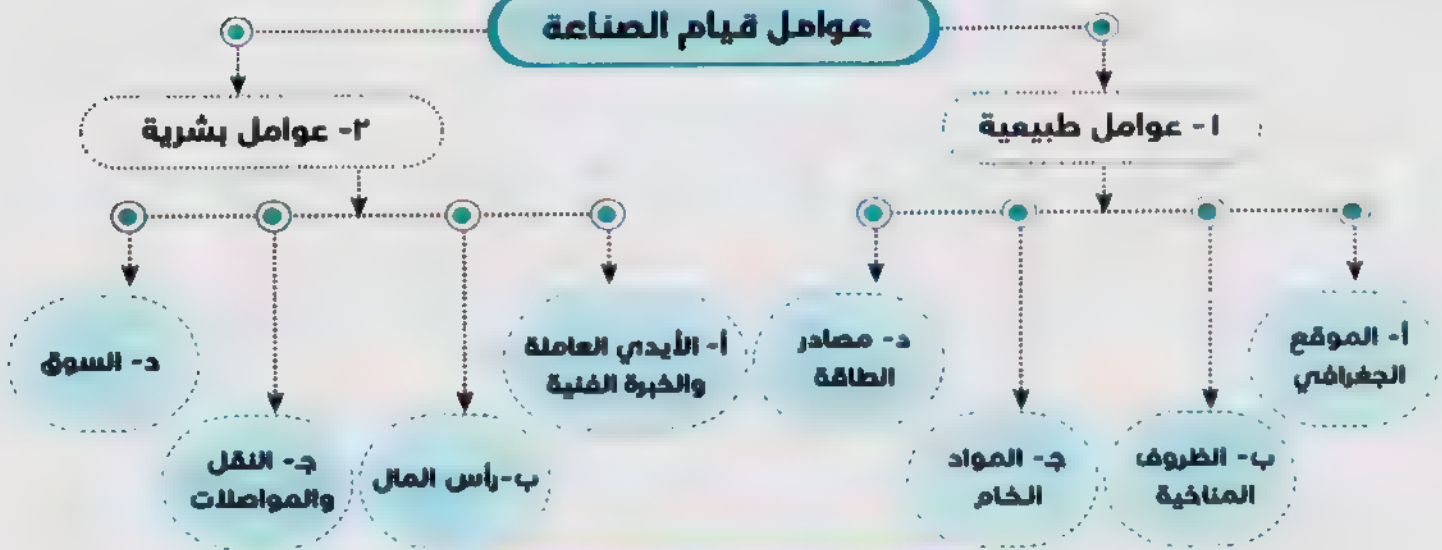 عوامل قيام الصناعة
١- عوامل طبيعية
٢- عوامل بشرية
أ- الموقع
الجغرافي
ب- الظروف
المناخية
ج- المواد
الخام
د- مصادر
الطاقة
أ- الأيدي العاملة
والخبرة الفنية
ب-رأس المال
ج- النقل
والمواصلات
د- السوق